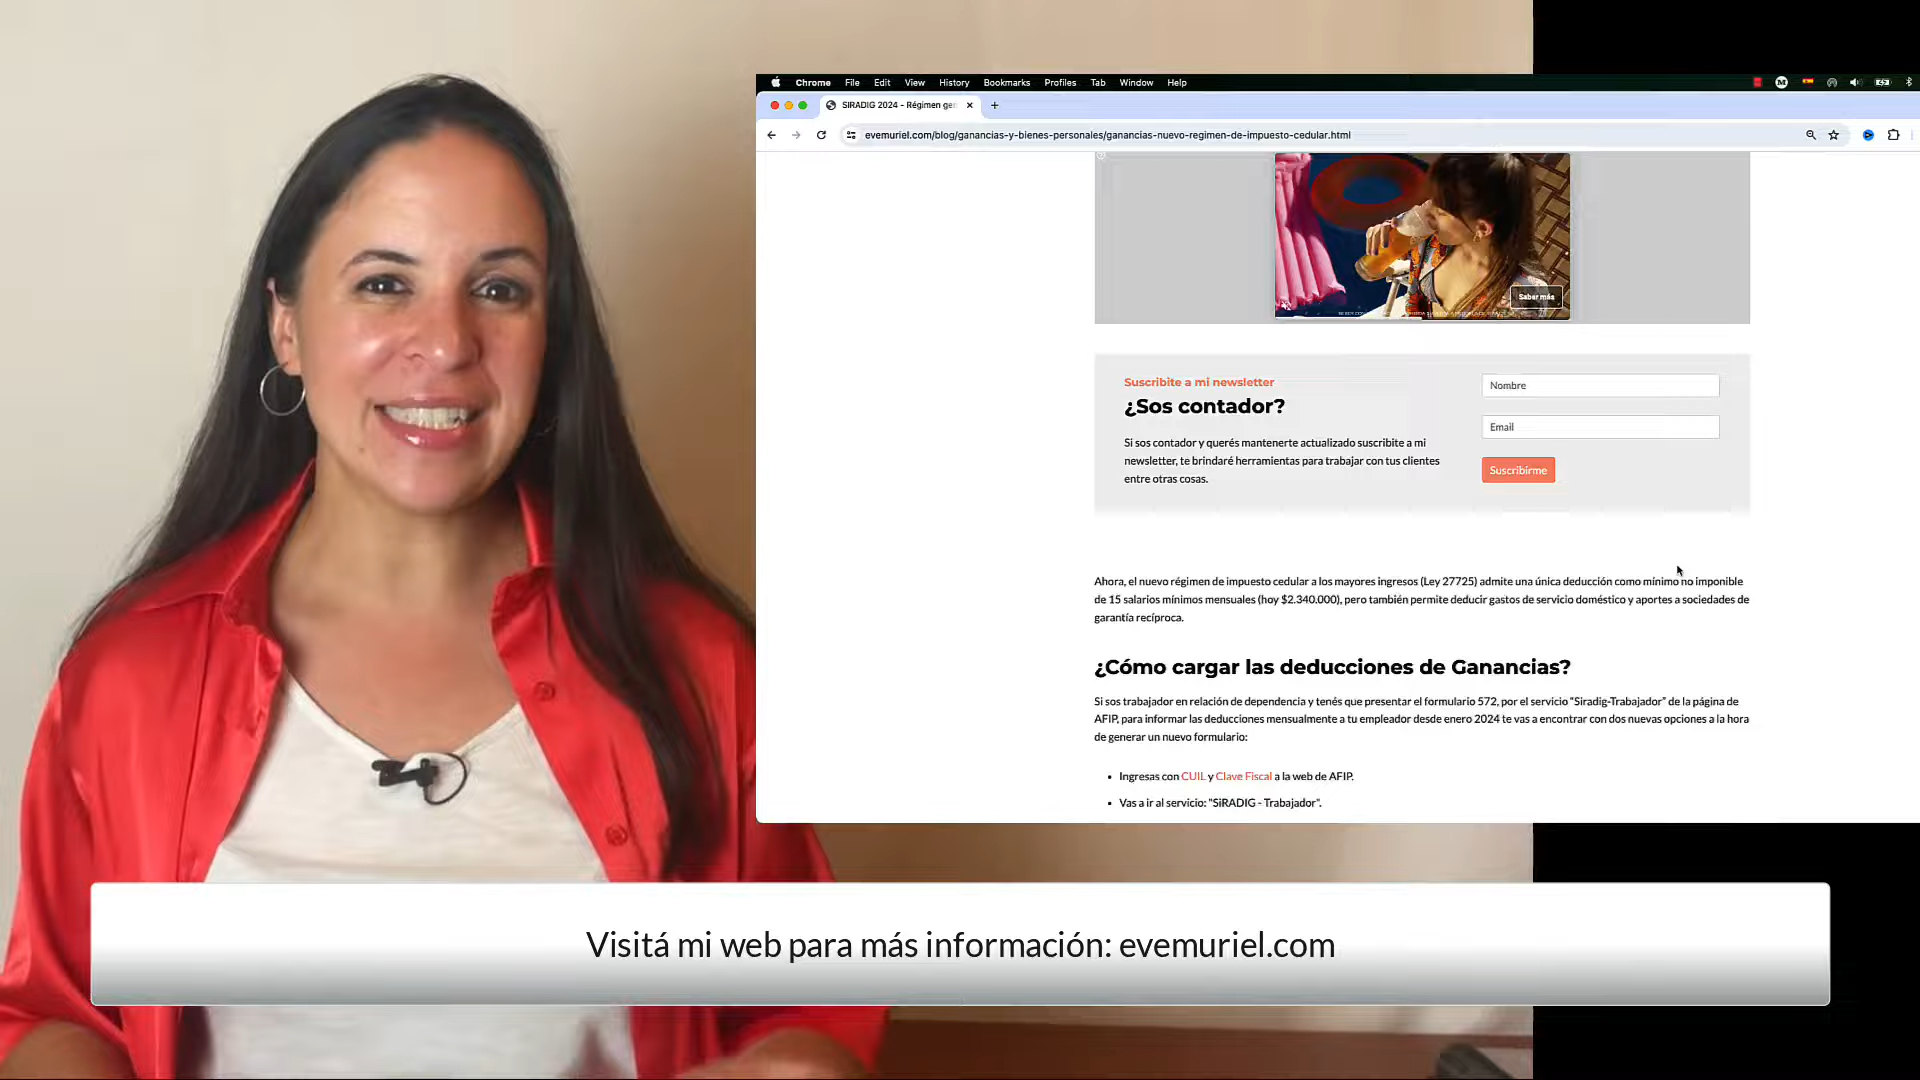 Chrome File Edit View History Bookmarks Profiles Tab Window Help
SIRADIG 2024 - Régimen gen
evemuriel.com/blog/ganancias-y-bienes-personales/ganancias-nuevo-regimen-de-impuesto-cedular.html
Saber más
Suscribite a mi newsletter
¿Sos contador?
Si sos contador y querés mantenerte actualizado suscribite a mi
newsletter, te brindaré herramientas para trabajar con tus clientes
entre otras cosas.
Nombre
Email
Suscribirme
Ahora, el nuevo régimen de impuesto cedular a los mayores ingresos (Ley 27725) admite una única deducción como mínimo no imponible
de 15 salarios mínimos mensuales (hoy $2.340.000), pero también permite deducir gastos de servicio doméstico y aportes a sociedades de
garantía recíproca.
¿Cómo cargar las deducciones de Ganancias?
Si sos trabajador en relación de dependencia y tenés que presentar el formulario 572, por el servicio “Siradig-Trabajador” de la página de
AFIP, para informar las deducciones mensualmente a tu empleador desde enero 2024 te vas a encontrar con dos nuevas opciones a la hora
de generar un nuevo formulario:
• Ingresas con CUIL y Clave Fiscal a la web de AFIP.
• Vas a ir al servicio: "SiRADIG - Trabajador".
Visitá mi web para más información: evemuriel.com